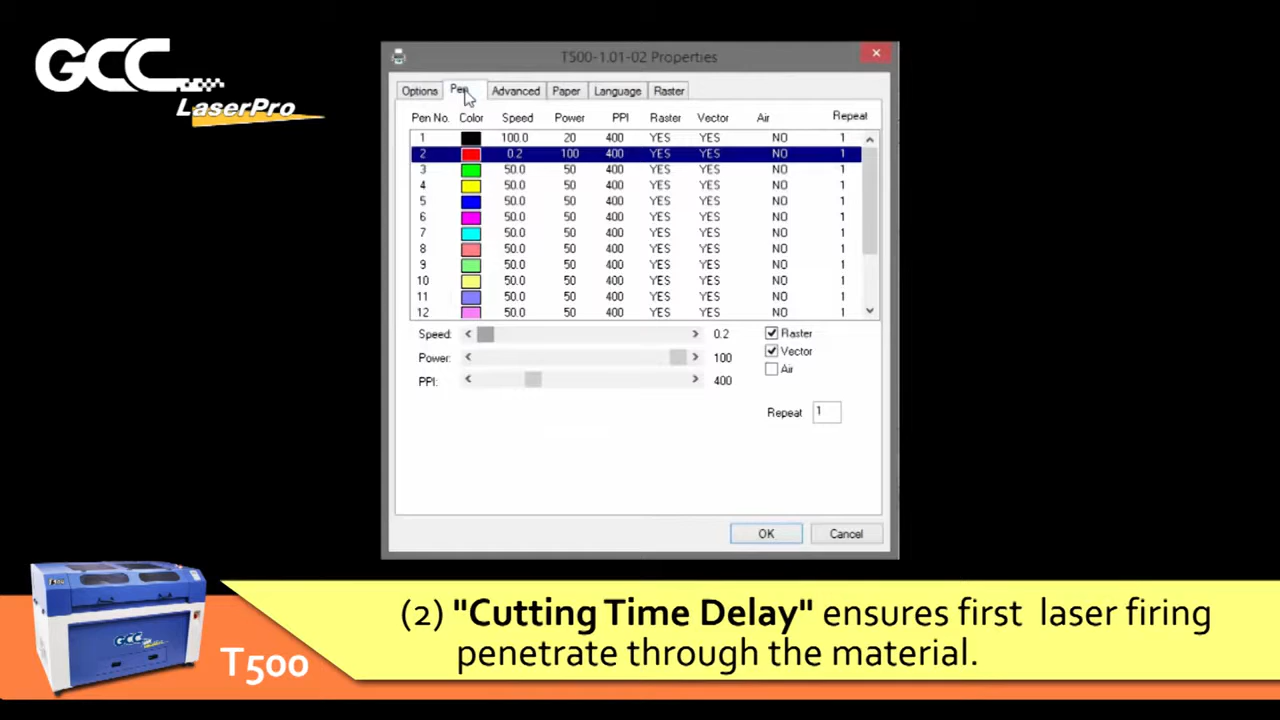 GCC
LaserPro
T500-1.01-02 Properties
Options Pen Advanced Paper Language Raster
Pen No. Color Speed Power PPI Raster Vector Air Repeat
1 100.0 20 400 YES YES NO 1
2 0.2 100 400 YES YES NO 1
3 50.0 50 400 YES YES NO 1
4 50.0 50 400 YES YES NO 1
5 50.0 50 400 YES YES NO 1
6 50.0 50 400 YES YES NO 1
7 50.0 50 400 YES YES NO 1
8 50.0 50 400 YES YES NO 1
9 50.0 50 400 YES YES NO 1
10 50.0 50 400 YES YES NO 1
11 50.0 50 400 YES YES NO 1
12 50.0 50 400 YES YES NO 1
Speed: 0.2 Raster
Power: 100 Vector
Air
PPI: 400
Repeat 1
OK Cancel
(2) "Cutting Time Delay" ensures first laser firing
penetrate through the material.
GCC
T500